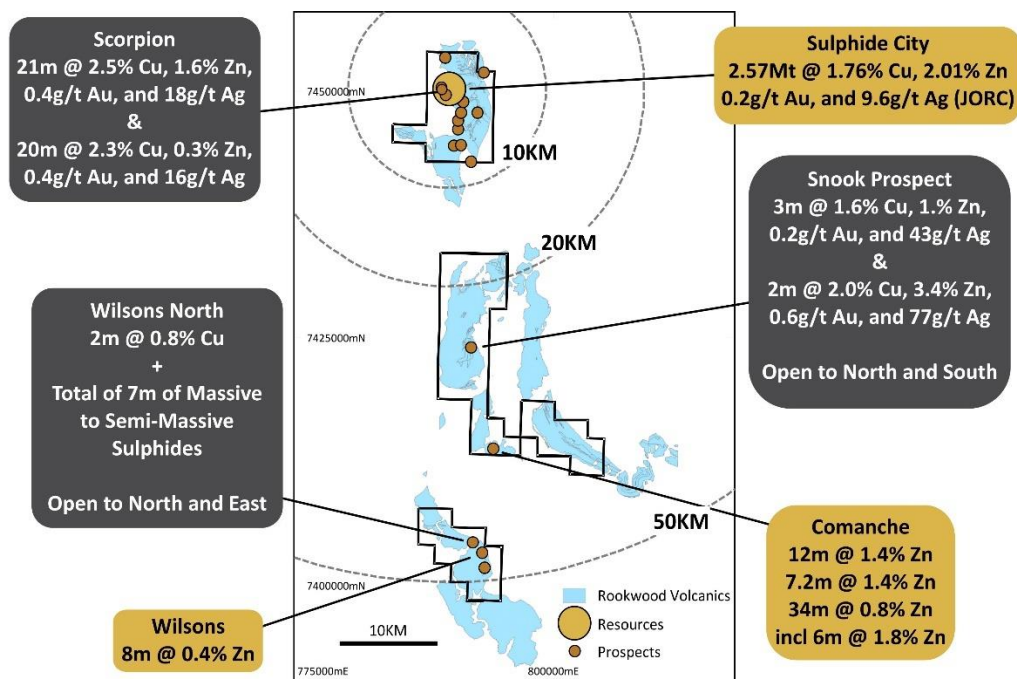 Scorpion
21m @ 2.5% Cu, 1.6% Zn,
0.4g/t Au, and 18g/t Ag
&
20m @ 2.3% Cu, 0.3% Zn,
0.4g/t Au, and 16g/t Ag
Sulphide City
2.57Mt @ 1.76% Cu, 2.01% Zn
0.2g/t Au, and 9.6g/t Ag (JORC)
7450000mN
10KM
Snook Prospect
3m @ 1.6% Cu, 1.% Zn,
0.2g/t Au, and 43g/t Ag
&
2m @ 2.0% Cu, 3.4% Zn,
0.6g/t Au, and 77g/t Ag
Open to North and South
20KM
Wilsons North
2m @ 0.8% Cu
+
Total of 7m of Massive
to Semi-Massive
Sulphides
Open to North and East
7425000mN
50KM
Comanche
12m @ 1.4% Zn
7.2m @ 1.4% Zn
34m @ 0.8% Zn
incl 6m @ 1.8% Zn
Wilsons
8m @ 0.4% Zn
7400000mN
Rookwood Volcanics
Resources
Prospects
10KM
775000mE
800000mE